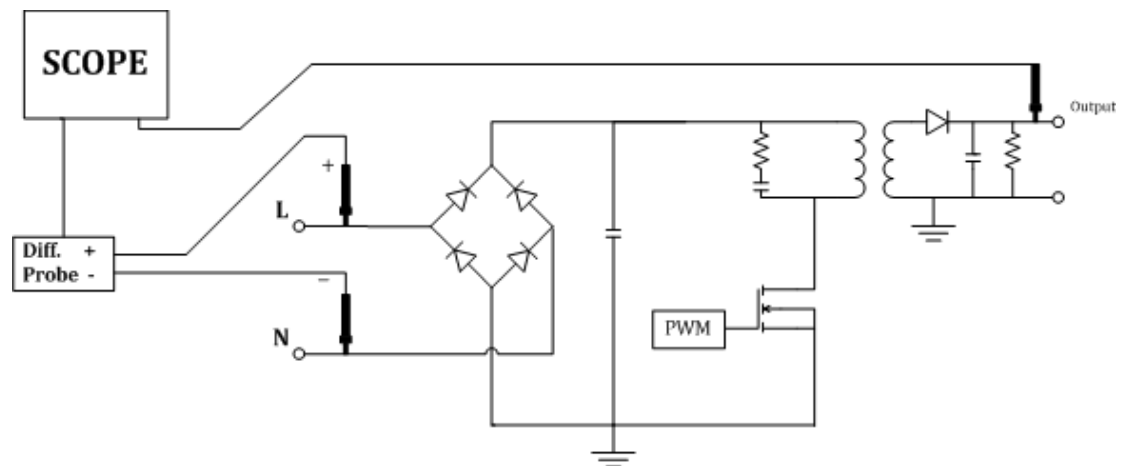 SCOPE
Output
+
L
Diff. +
Probe -
−
N
PWM